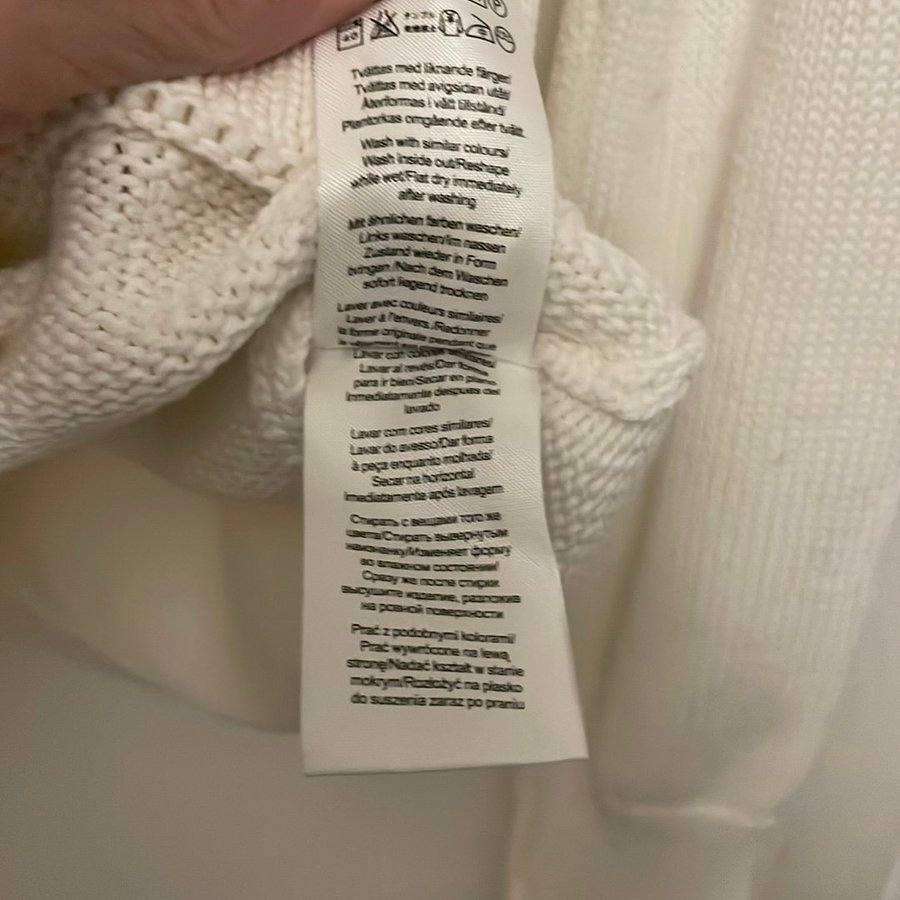 40
Tvättas med liknande färger/
Tvättas med avigsidan utåt/
Återformas i vått tillstånd/
Plantorkas omgående efter tvätt.
Wash with similar colours/
Wash inside out/Reshape
while wet/Flat dry immediately
after washing
Mit ähnlichen farben waschen/
Links waschen/Im nassen
Zustand wieder in Form
bringen/Nach dem Waschen
sofort liegend trocknen
Laver avec couleurs similaires/
Laver à l'envers/Redonner
la forme originale pendant que
le vêtement
Lavar con
Lavar al revés/Dar
para ir bien/Secar en
Inmediatamente despues del
lavado
Lavar com cores similares/
Lavar do avesso/Dar forma
à peça enquanto molhada/
Secar na horizontal
imediatamente após lavagem
Стирать с вещами того же
цвета/Стирать вывернутым
наизнанку/Изменяет форму
во влажном состоянии/
Сразу же после стирки
высушите изделие, разложив
на ровной поверхности
Prać z podobnymi kolorami/
Prać wywrócone na lewą
stronę/Nadać kształt w stanie
mokrym/Rozłożyć na płasko
do suszenia zaraz po praniu